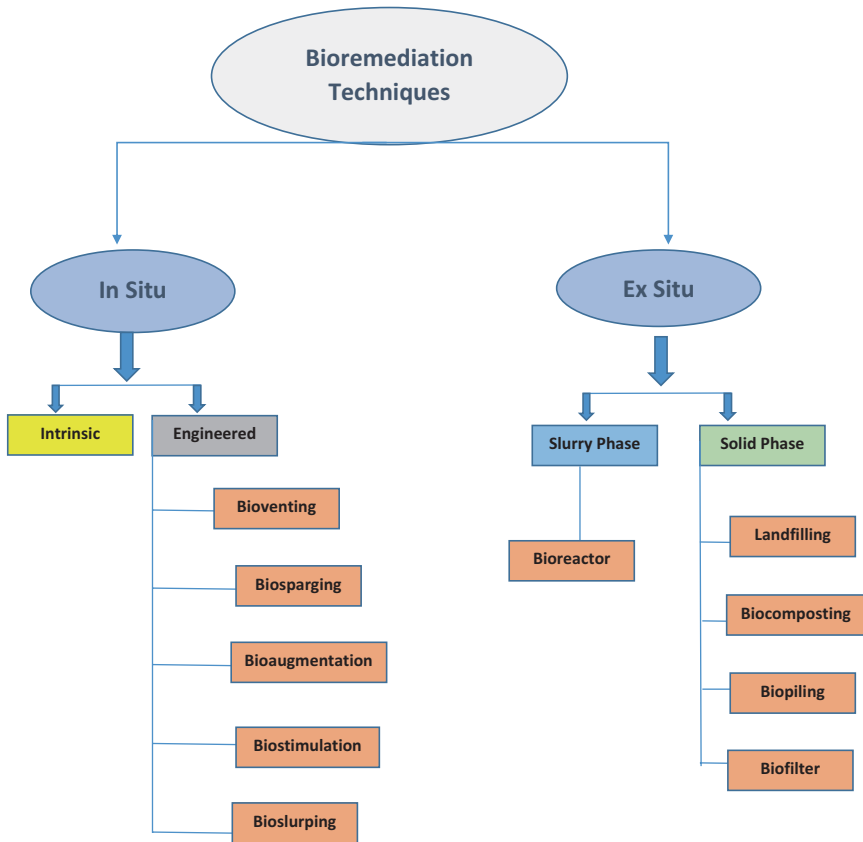 Bioremediation
Techniques
In Situ
Ex Situ
Intrinsic
Engineered
Slurry Phase
Solid Phase
Bioventing
Biosparging
Bioaugmentation
Biostimulation
Bioslurping
Bioreactor
Landfilling
Biocomposting
Biopiling
Biofilter